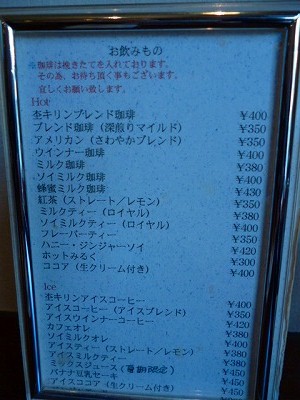 お飲みもの
※珈琲は挽きたてを入れております。
その為、お待ち頂く事もございます。
宜しくお願い致します。
Hot
杢キリンブレンド珈琲 ¥400
ブレンド珈琲(深煎りマイルド) ¥350
アメリカン(さわやかブレンド) ¥350
ウインナー珈琲 ¥400
ミルク珈琲 ¥380
ソイミルク珈琲 ¥400
蜂蜜ミルク珈琲 ¥430
紅茶(ストレート/レモン) ¥350
ミルクティー(ロイヤル) ¥380
ソイミルクティー(ロイヤル) ¥400
フレーバーティー ¥350
ハニー・ジンジャーソイ ¥420
ホットみるく ¥300
ココア(生クリーム付き) ¥400
Ice
杢キリンアイスコーヒー ¥400
アイスコーヒー(アイスブレンド) ¥350
アイスウインナーコーヒー ¥420
カフェオレ ¥380
ソイミルクオレ ¥400
アイスティー(ストレート/レモン) ¥350
アイスミルクティー ¥380
ミックスジュース(夏期限定) ¥450
バナナ豆乳セーキ ¥450
アイスココア(生クリーム付き) ¥450